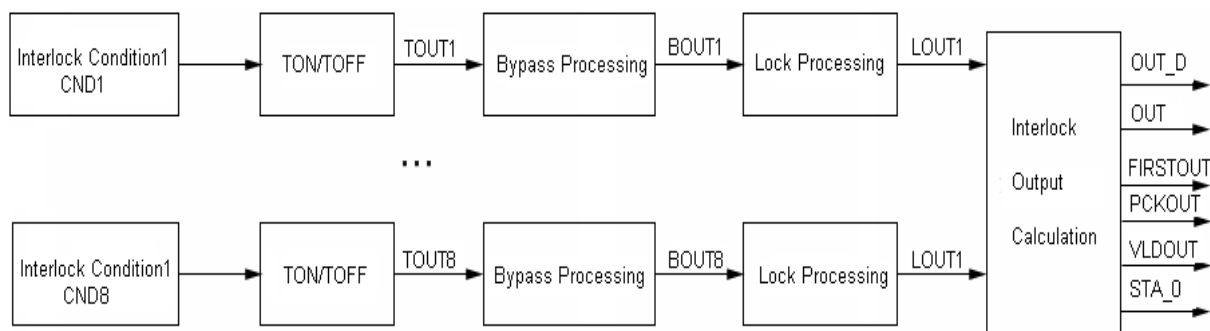 Interlock Condition1
CND1
TON/TOFF
TOUT1
Bypass Processing
BOUT1
Lock Processing
LOUT1
Interlock
Output
Calculation
OUT_D
OUT
FIRSTOUT
PCKOUT
VLDOUT
STA_0
...
Interlock Condition1
CND8
TON/TOFF
TOUT8
Bypass Processing
BOUT8
Lock Processing
LOUT1